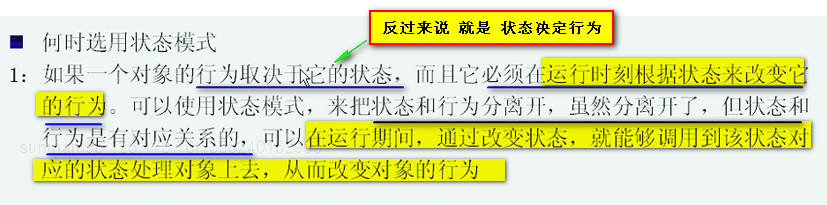 反过来说 就是 状态决定行为
■ 何时选用状态模式
1：如果一个对象的行为取决于它的状态，而且它必须在运行时刻根据状态来改变它
的行为。可以使用状态模式，来把状态和行为分离开，虽然分离开了，但状态和
行为是有对应关系的，可以在运行期间，通过改变状态，就能够调用到该状态对
应的状态处理对象上去，从而改变对象的行为